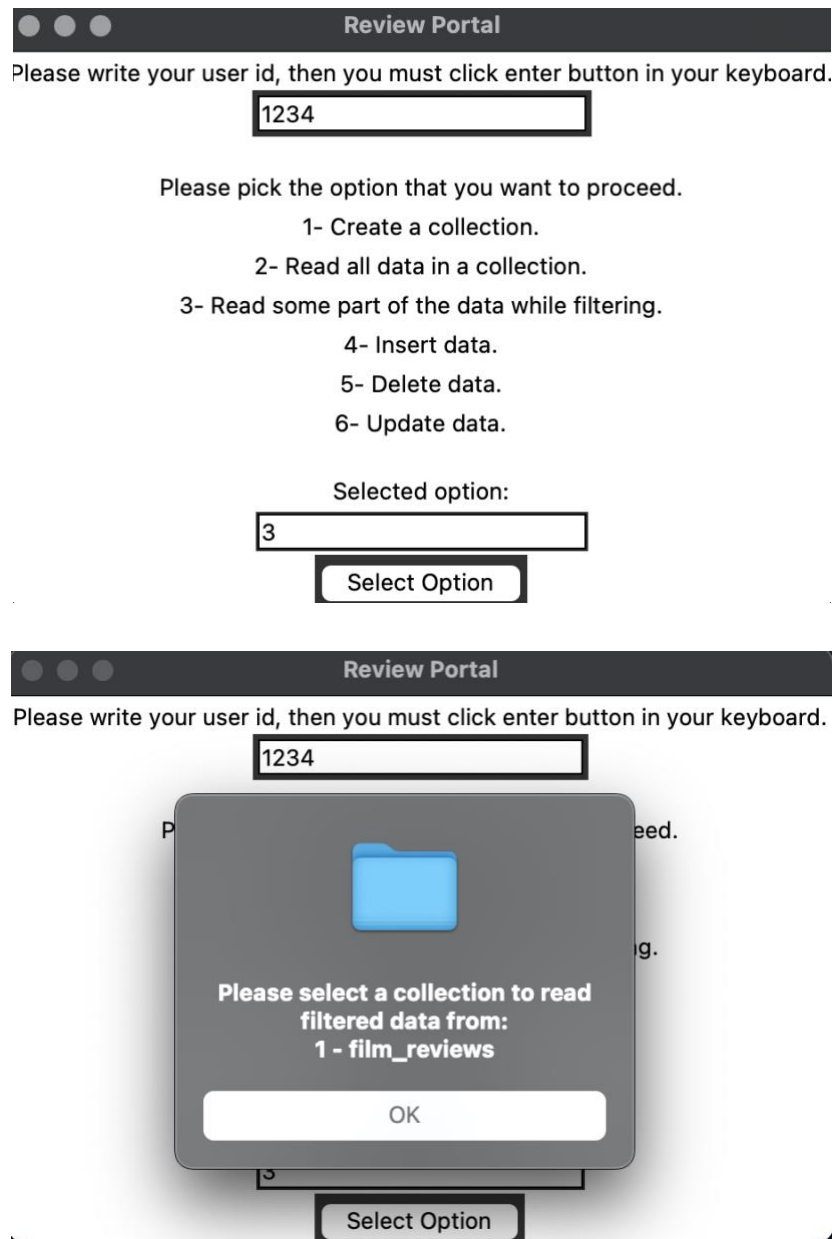 Review Portal
Please write your user id, then you must click enter button in your keyboard.
1234
Please pick the option that you want to proceed.
1- Create a collection.
2- Read all data in a collection.
3- Read some part of the data while filtering.
4- Insert data.
5- Delete data.
6- Update data.
Selected option:
3
Select Option
Review Portal
Please write your user id, then you must click enter button in your keyboard.
1234
P eed.
ng.
Please select a collection to read
filtered data from:
1 - film_reviews
OK
3
Select Option